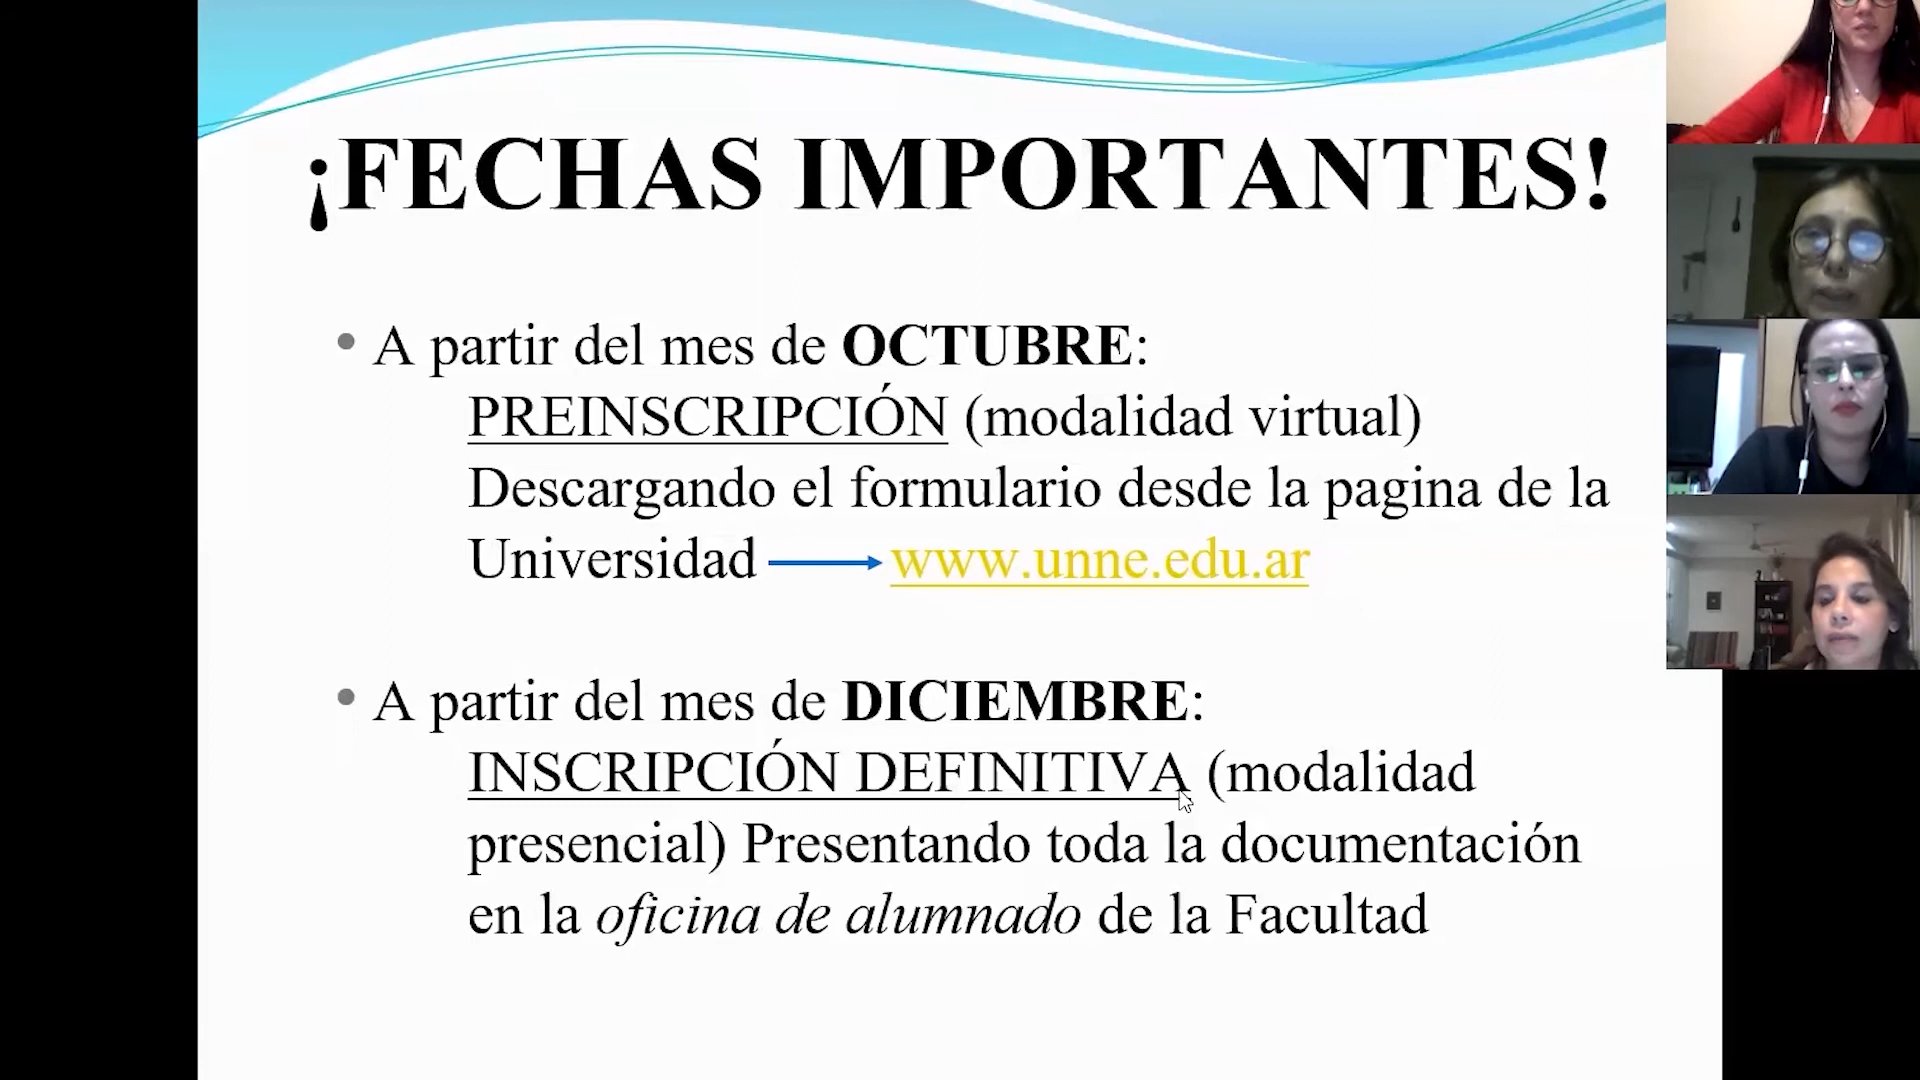 ¡FECHAS IMPORTANTES!
• A partir del mes de OCTUBRE:
PREINSCRIPCIÓN (modalidad virtual)
Descargando el formulario desde la pagina de la
Universidad www.unne.edu.ar
• A partir del mes de DICIEMBRE:
INSCRIPCIÓN DEFINITIVA (modalidad
presencial) Presentando toda la documentación
en la oficina de alumnado de la Facultad